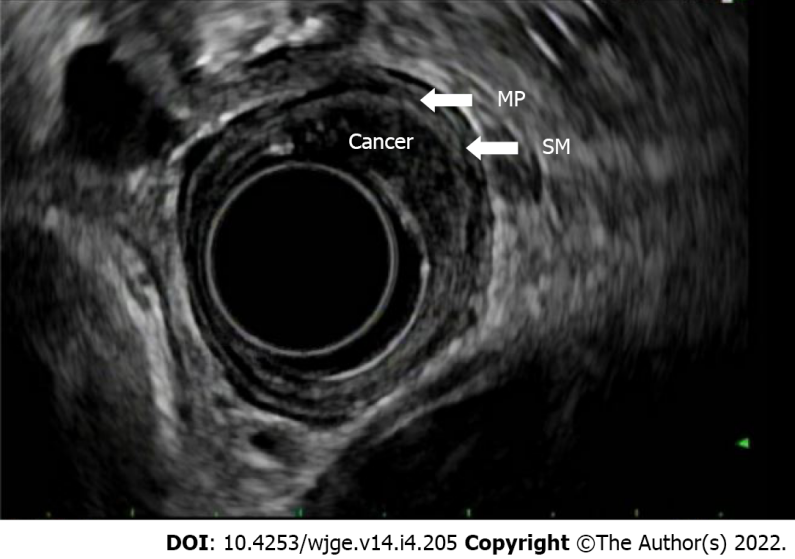 MP
Cancer
SM
DOI: 10.4253/wjge.v14.i4.205 Copyright ©The Author(s) 2022.